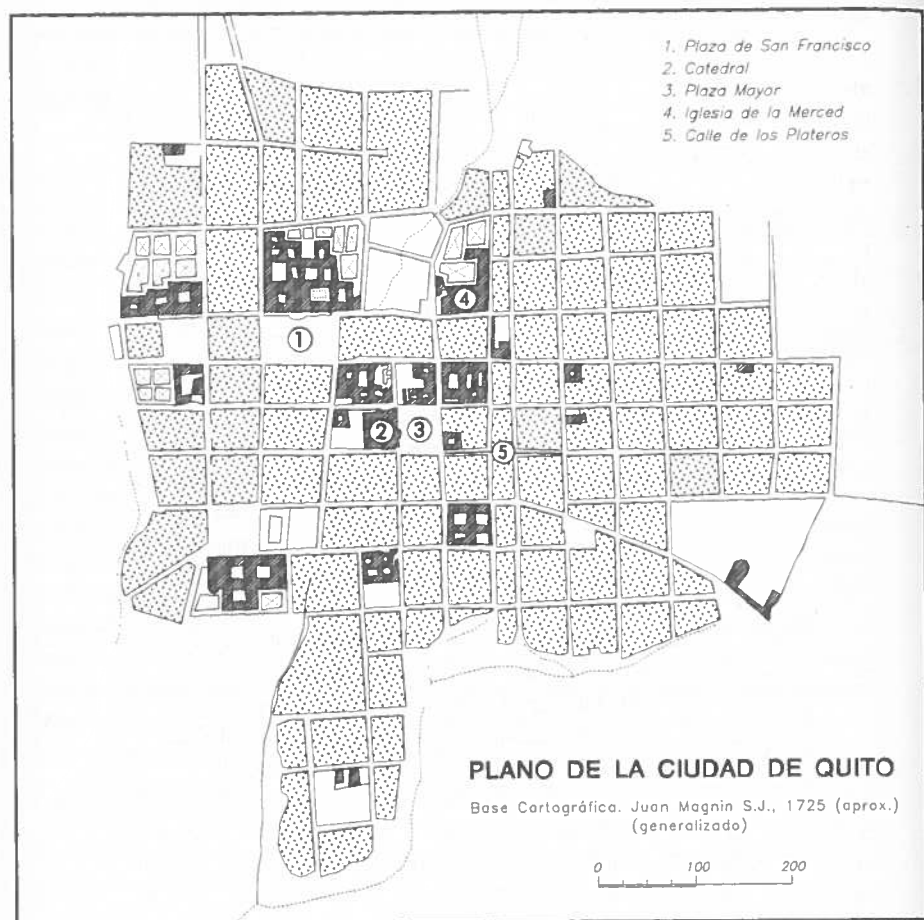 1. Plaza de San Francisco
2. Catedral
3. Plaza Mayor
4. Iglesia de la Merced
5. Calle de los Plateros
4
1
2
3
5
PLANO DE LA CIUDAD DE QUITO
Base Cartográfica. Juan Magnin S.J., 1725 (aprox.)
(generalizado)
0 100 200